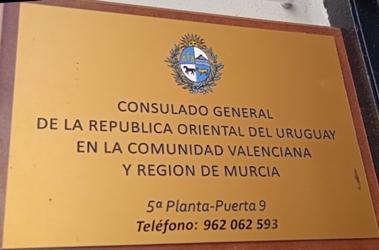 CONSULADO GENERAL
DE LA REPUBLICA ORIENTAL DEL URUGUAY
EN LA COMUNIDAD VALENCIANA
Y REGION DE MURCIA
5ª Planta-Puerta 9
Teléfono: 962 062 593